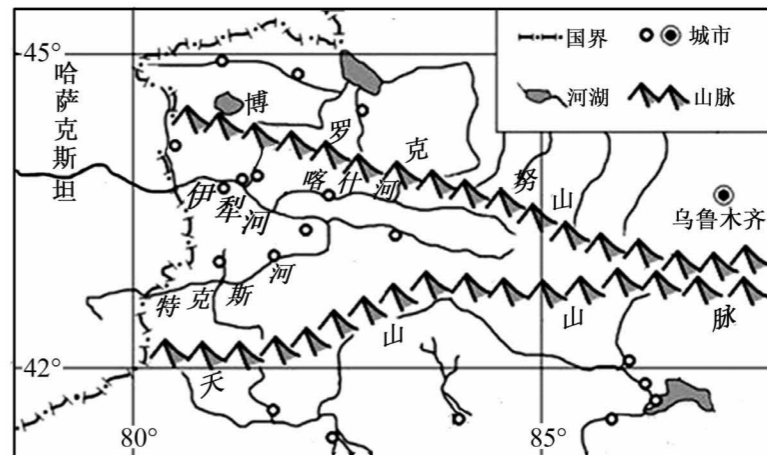 45°
国界
城市
河湖
山脉
哈萨克斯坦
博罗克努山
喀什河
伊犁河
乌鲁木齐
特克斯河
天山山脉
42°
80°
85°